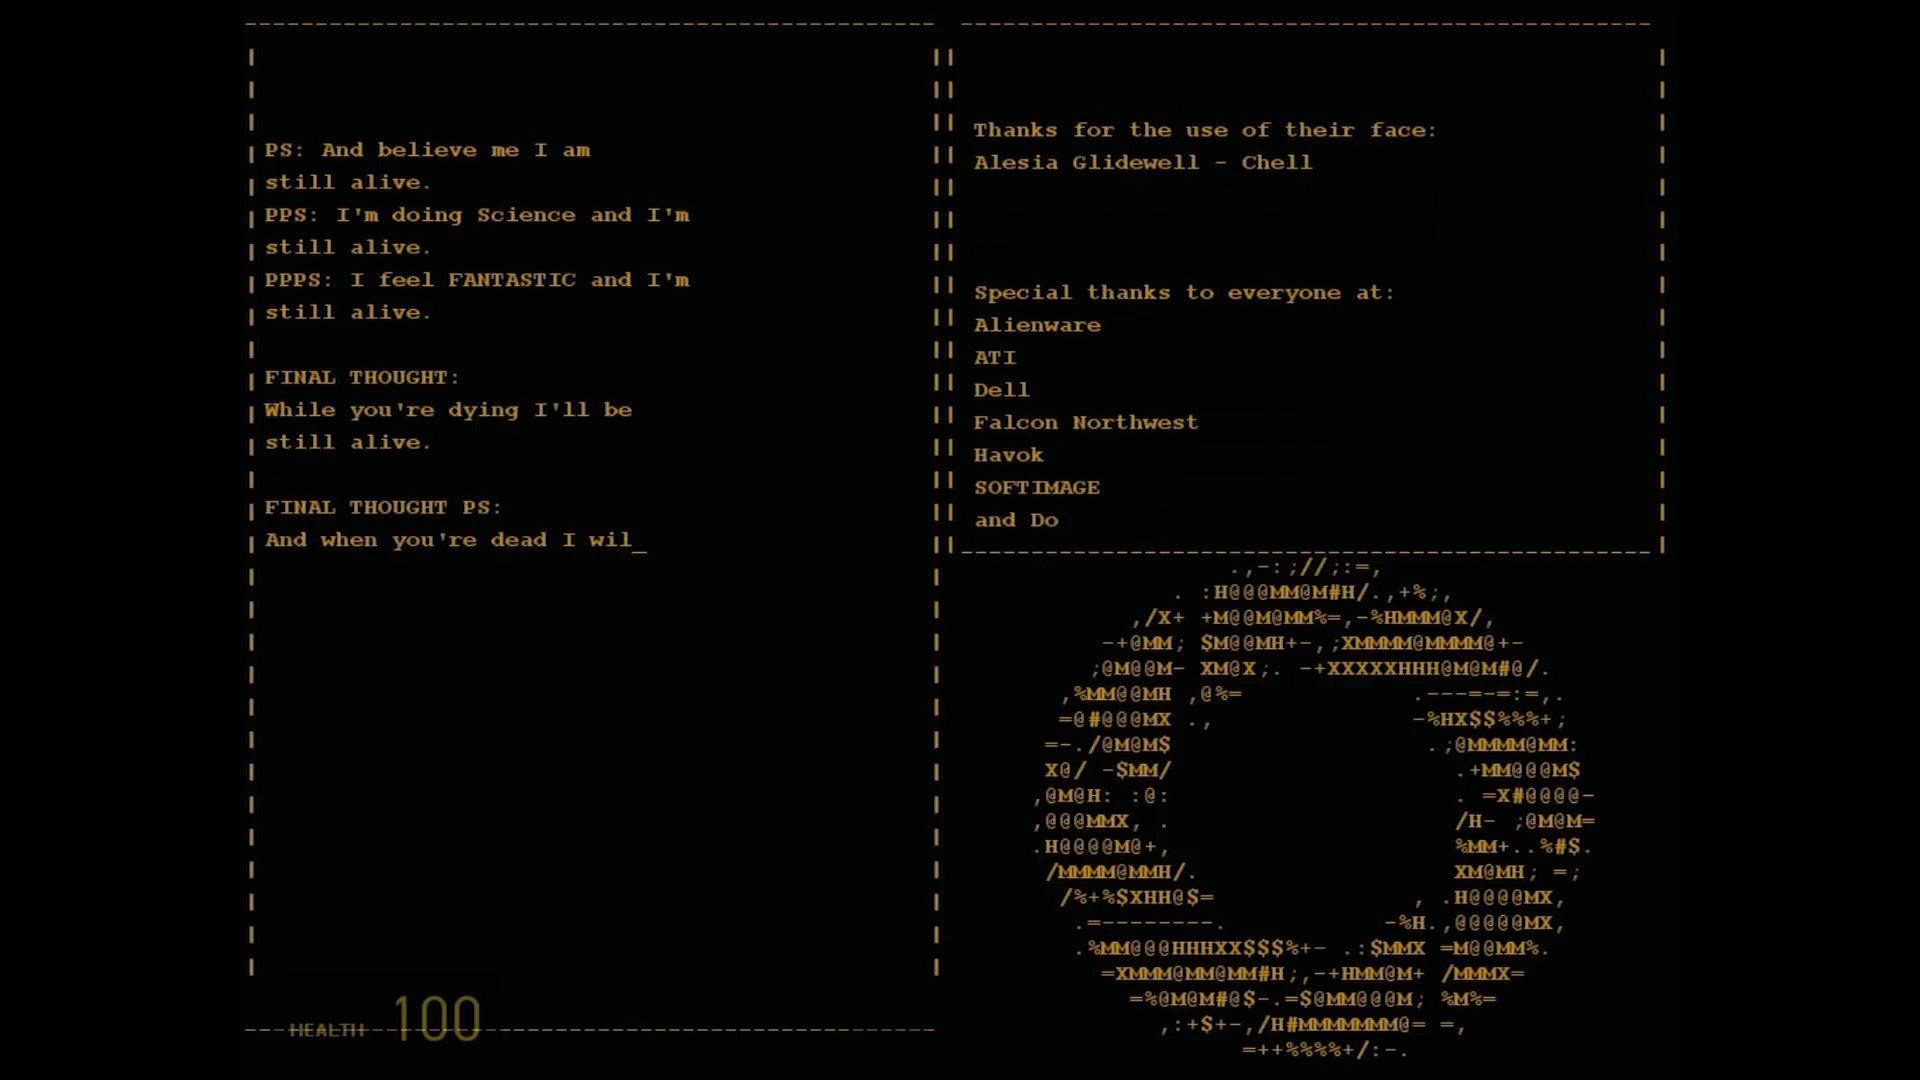 PS: And believe me I am
still alive.
PPS: I'm doing Science and I'm
still alive.
PPPS: I feel FANTASTIC and I'm
still alive.
FINAL THOUGHT:
While you're dying I'll be
still alive.
FINAL THOUGHT PS:
And when you're dead I wil_
HEALTH 100
Thanks for the use of their face:
Alesia Glidewell - Chell
Special thanks to everyone at:
Alienware
ATI
Dell
Falcon Northwest
Havok
SOFTIMAGE
and Do